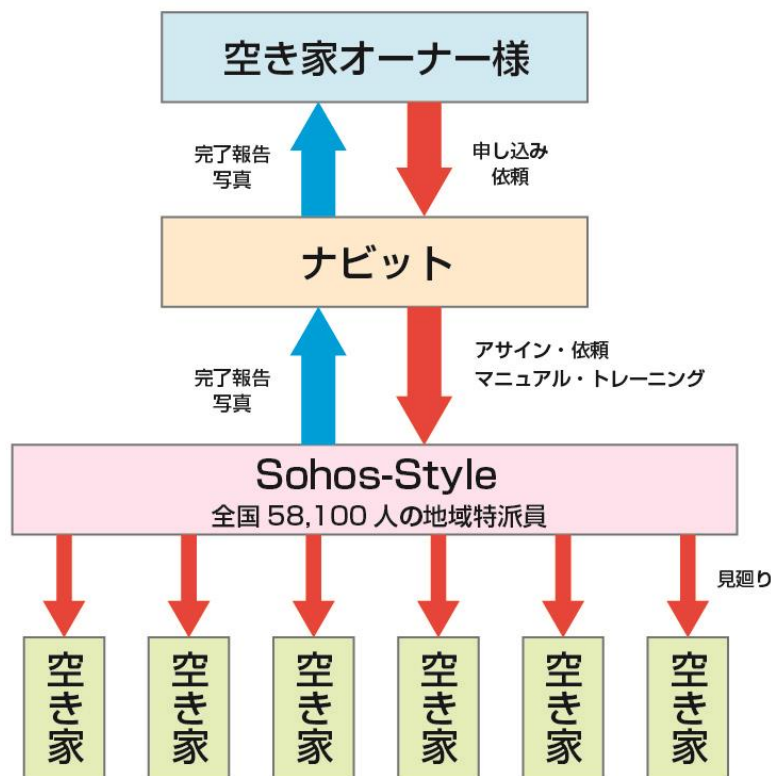 空き家オーナー様
完了報告
写真
申し込み
依頼
ナビット
完了報告
写真
アサイン・依頼
マニュアル・トレーニング
Sohos-Style
全国 58,100 人の地域特派員
見廻り
空き家
空き家
空き家
空き家
空き家
空き家